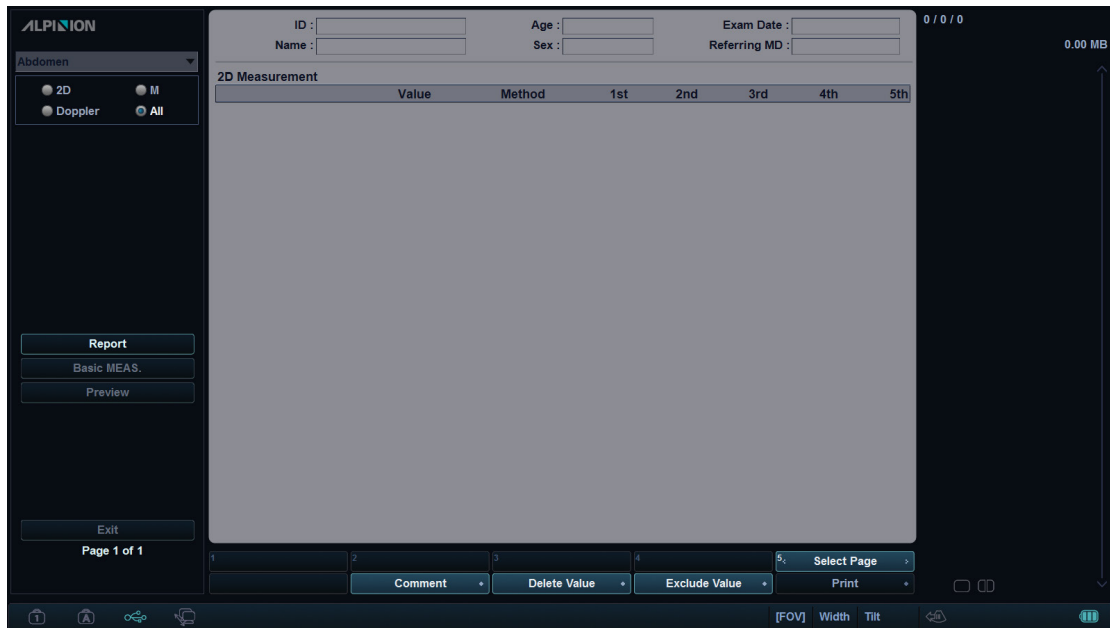 ALPINION
ID :
Age :
Exam Date :
0 / 0 / 0
Name :
Sex :
Referring MD :
0.00 MB
Abdomen
2D
M
Doppler
All
2D Measurement
Value Method 1st 2nd 3rd 4th 5th
Report
Basic MEAS.
Preview
Exit
Page 1 of 1
1
2
3
4
5
Select Page
Comment
Delete Value
Exclude Value
Print
1
A
[FOV] Width Tilt